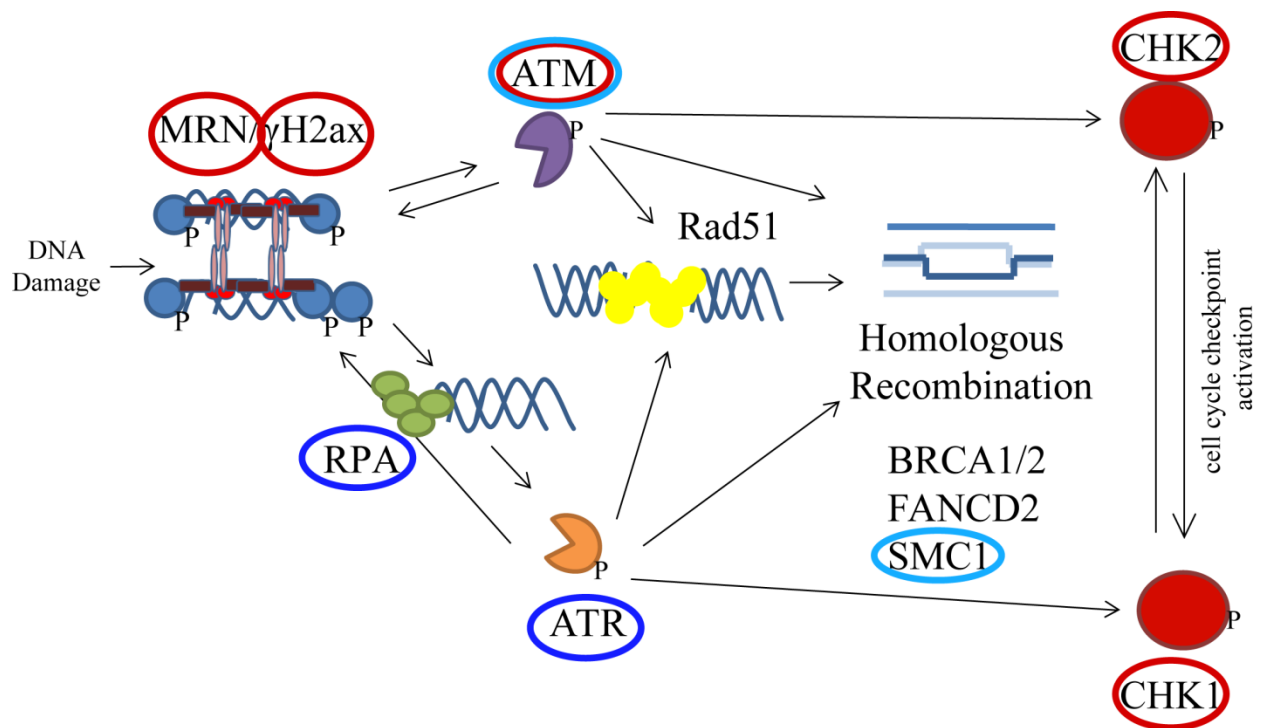 CHK2
ATM
MRN/γH2ax
P
P
Rad51
DNA
Damage
P
P
P
P
Homologous
Recombination
cell cycle checkpoint
activation
RPA
BRCA1/2
FANCD2
SMC1
P
P
ATR
CHK1